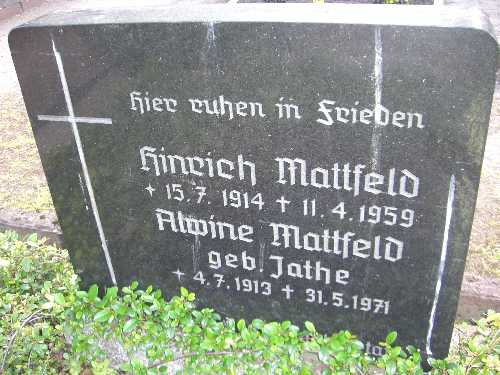 Hier ruhen in Frieden
Hinrich Mattfeld
+ 15.7.1914 + 11.4.1959
Alwine Mattfeld
geb. Jathe
+ 4.7.1913 + 31.5.1971